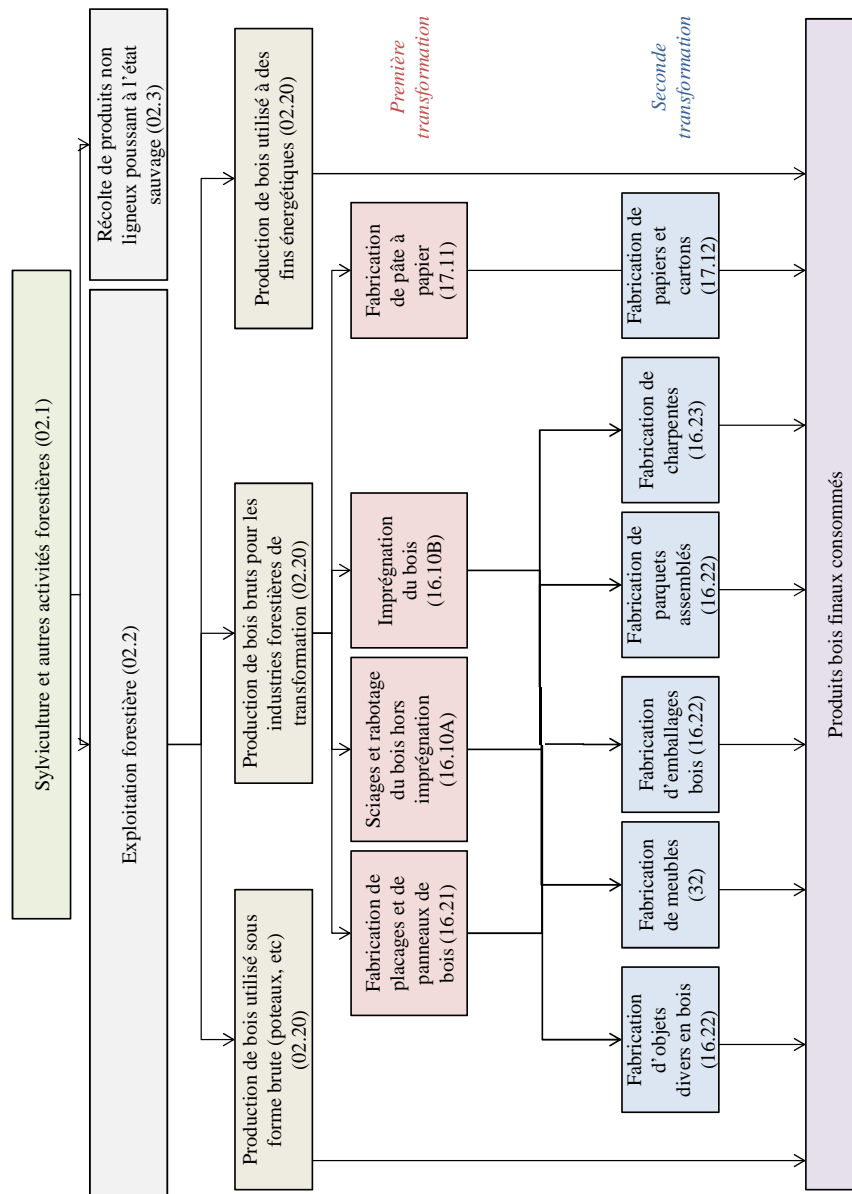 Sylviculture et autres activités forestières (02.1)
Exploitation forestière (02.2)
Récolte de produits non
ligneux poussant à l’état
sauvage (02.3)
Production de bois utilisé sous
forme brute (poteaux, etc)
(02.20)
Production de bois bruts pour les
industries forestières de
transformation (02.20)
Production de bois utilisé à des
fins énergétiques (02.20)
Première
transformation
Fabrication de
placages et de
panneaux de
bois (16.21)
Sciages et rabotage
du bois hors
imprégnation
(16.10A)
Imprégnation
du bois
(16.10B)
Fabrication
de pâte à
papier
(17.11)
Seconde
transformation
Fabrication
d’objets
divers en bois
(16.22)
Fabrication
de meubles
(32)
Fabrication
d’emballages
bois (16.22)
Fabrication de
parquets
assemblés
(16.22)
Fabrication de
charpentes
(16.23)
Fabrication de
papiers et
cartons
(17.12)
Produits bois finaux consommés